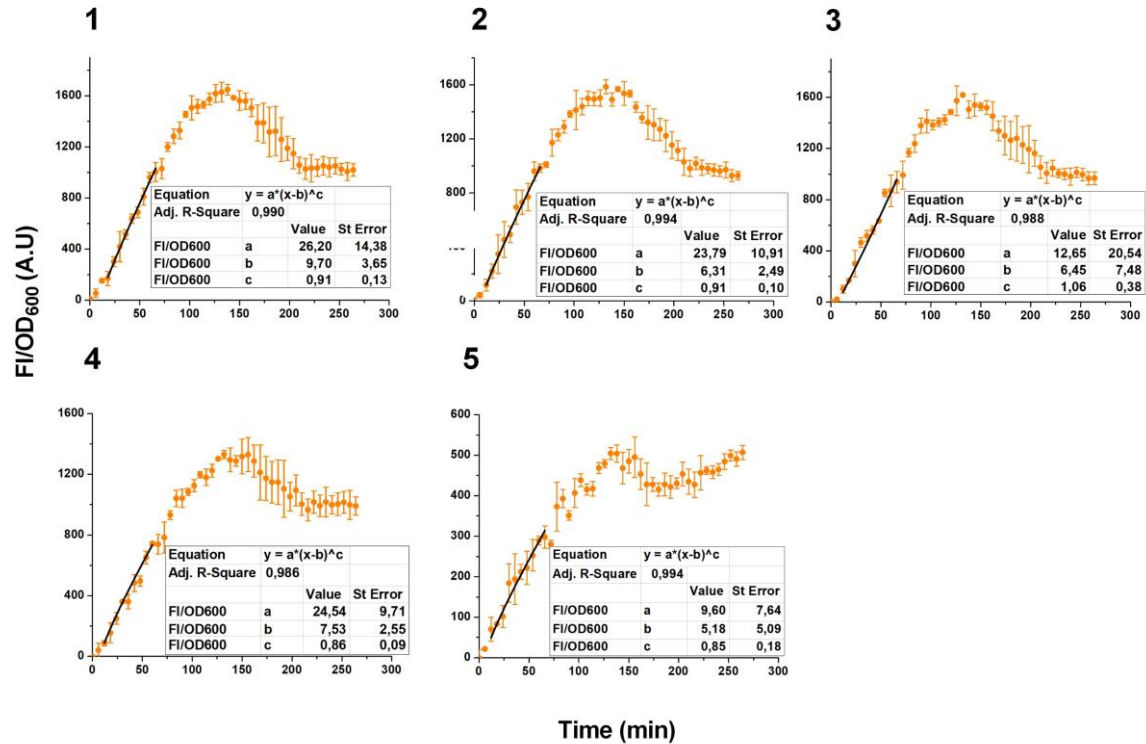 1
2
3
FI/OD600 (A.U)
1600
1200
800
400
0
Equation y = a*(x-b)^c
Adj. R-Square 0,990
Value St Error
FI/OD600 a 26,20 14,38
FI/OD600 b 9,70 3,65
FI/OD600 c 0,91 0,13
0 50 100 150 200 250 300
1600
1200
800
0
Equation y = a*(x-b)^c
Adj. R-Square 0,994
Value St Error
FI/OD600 a 23,79 10,91
FI/OD600 b 6,31 2,49
FI/OD600 c 0,91 0,10
0 50 100 150 200 250 300
1600
1200
800
400
0
Equation y = a*(x-b)^c
Adj. R-Square 0,988
Value St Error
FI/OD600 a 12,65 20,54
FI/OD600 b 6,45 7,48
FI/OD600 c 1,06 0,38
0 50 100 150 200 250 300
4
5
1600
1200
800
400
0
Equation y = a*(x-b)^c
Adj. R-Square 0,986
Value St Error
FI/OD600 a 24,54 9,71
FI/OD600 b 7,53 2,55
FI/OD600 c 0,86 0,09
0 50 100 150 200 250 300
600
500
400
300
200
100
0
Equation y = a*(x-b)^c
Adj. R-Square 0,994
Value St Error
FI/OD600 a 9,60 7,64
FI/OD600 b 5,18 5,09
FI/OD600 c 0,85 0,18
0 50 100 150 200 250 300
Time (min)